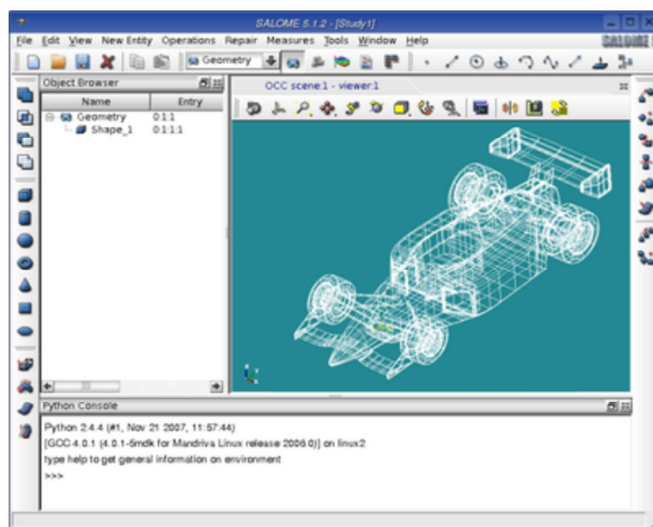 SALOME 5.1.2 - [Study1]
File Edit View New Entity Operations Repair Measures Tools Window Help
SALOME
Geometry
Object Browser
OCC scene:1 - viewer:1
Name Entry
Geometry 0:1:1
Shape_1 0:1:1:1
Python Console
Python 2.4.4 (#1, Nov 21 2007, 11:57:44)
[GCC 4.0.1 (4.0.1-5mdk for Mandriva Linux release 2006.0)] on linux2
type help to get general information on environment
>>>